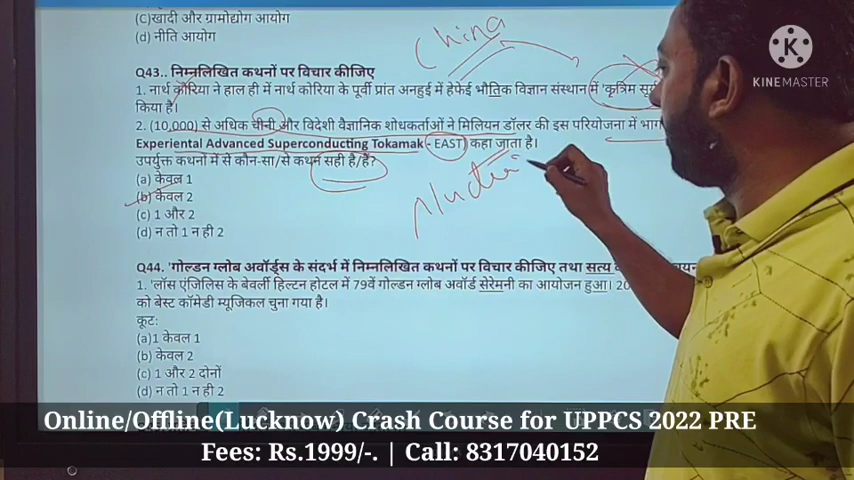 (C)खादी और ग्रामोद्योग आयोग
(d) नीति आयोग
China
Q43.. निम्नलिखित कथनों पर विचार कीजिए
1. नार्थ कोरिया ने हाल ही में नार्थ कोरिया के पूर्वी प्रांत अनहुई में हेफेई भौतिक विज्ञान संस्थान में 'कृत्रिम सूर्य
किया है।
2. (10,000) से अधिक चीनी और विदेशी वैज्ञानिक शोधकर्ताओं ने मिलियन डॉलर की इस परियोजना में भाग
Experiental Advanced Superconducting Tokamak - EAST) कहा जाता है।
उपर्युक्त कथनों में से कौन-सा/से कथन सही है/हैं?
(a) केवल 1
(b) केवल 2
(c) 1 और 2
(d) न तो 1 न ही 2
Q44. 'गोल्डन ग्लोब अवॉर्ड्स के संदर्भ में निम्नलिखित कथनों पर विचार कीजिए तथा सत्य
1. 'लॉस एंजिलिस के बेवर्ली हिल्टन होटल में 79वें गोल्डन ग्लोब अवॉर्ड सेरेमनी का आयोजन हुआ। 20
को बेस्ट कॉमेडी म्यूजिकल चुना गया है।
कूट:
(a)1 केवल 1
(b) केवल 2
(c) 1 और 2 दोनों
(d) न तो 1 न ही 2
KINEMASTER
Online/Offline(Lucknow) Crash Course for UPPCS 2022 PRE
Fees: Rs.1999/-. | Call: 8317040152